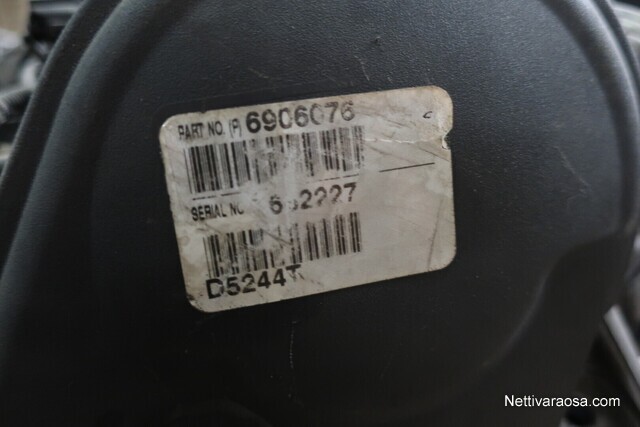 PART NO. (P) 6906076
C
SERIAL NO
D5244T
Nettivaraosa.com